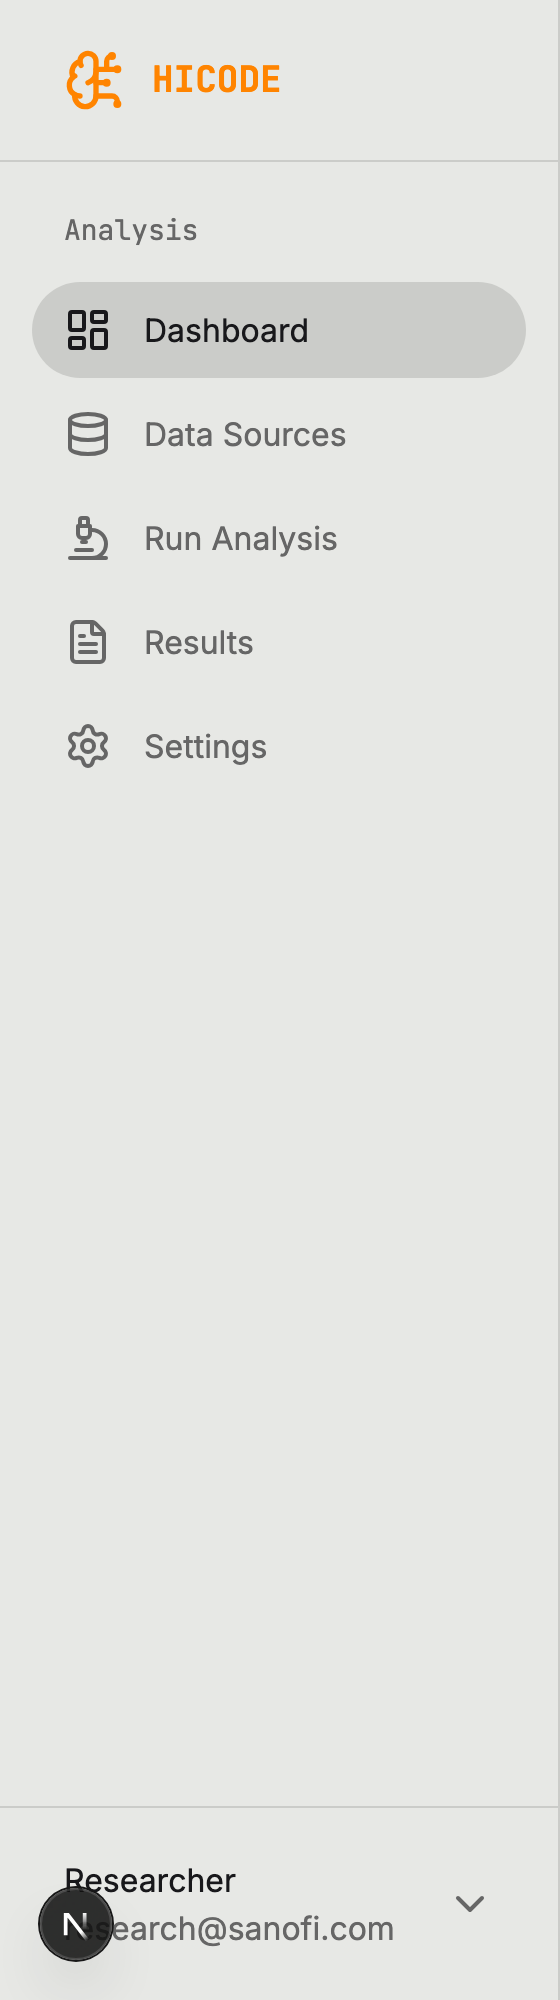 HICODE
Analysis
Dashboard
Data Sources
Run Analysis
Results
Settings
Researcher
N
search@sanofi.com